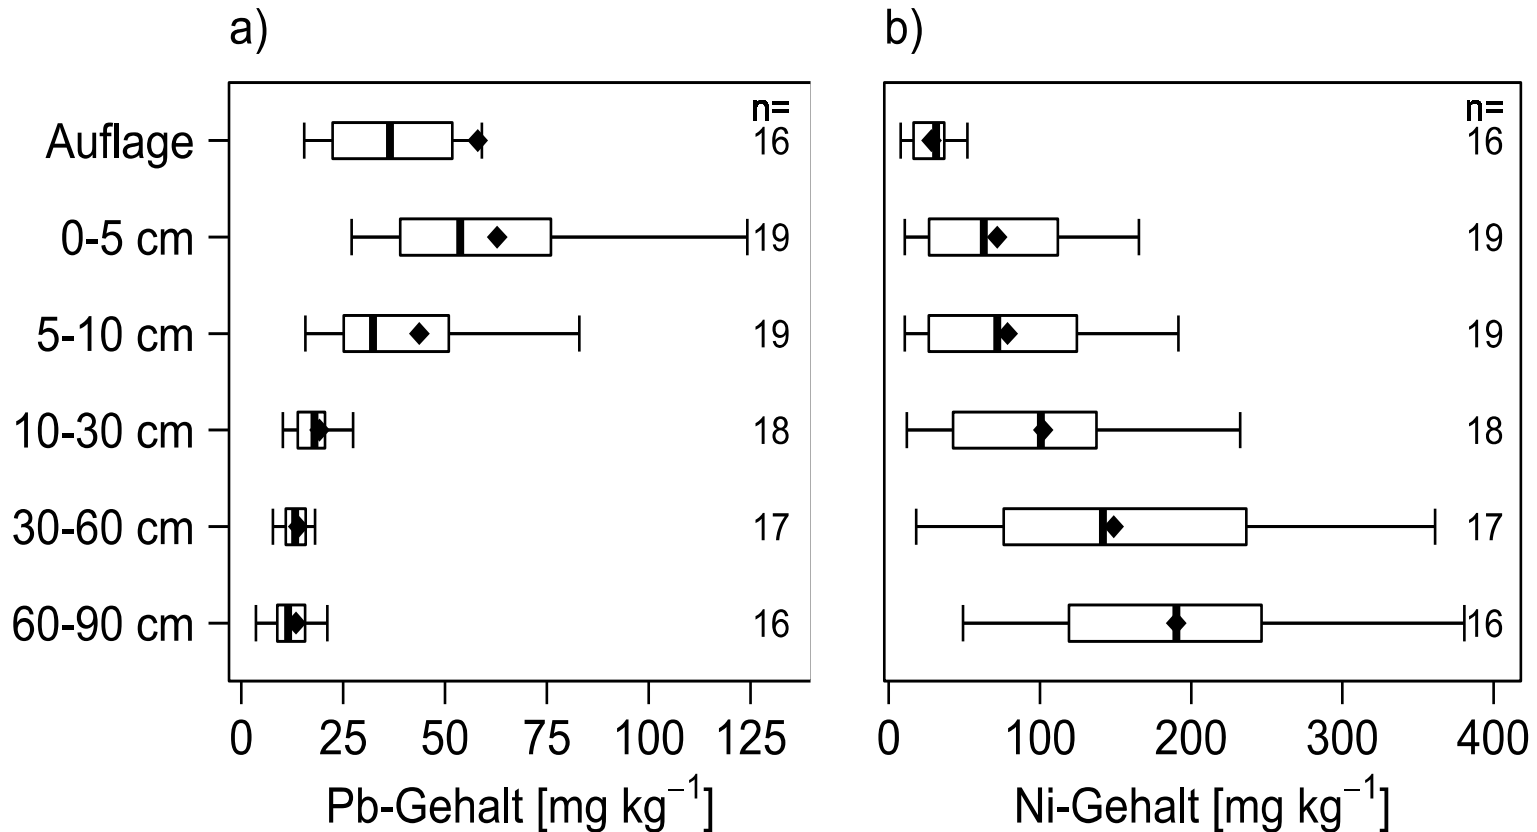 a)
b)
n=
n=
Auflage
16
16
0-5 cm
19
19
5-10 cm
19
19
10-30 cm
18
18
30-60 cm
17
17
60-90 cm
16
16
0 25 50 75 100 125
0 100 200 300 400
Pb-Gehalt [mg kg⁻¹]
Ni-Gehalt [mg kg⁻¹]